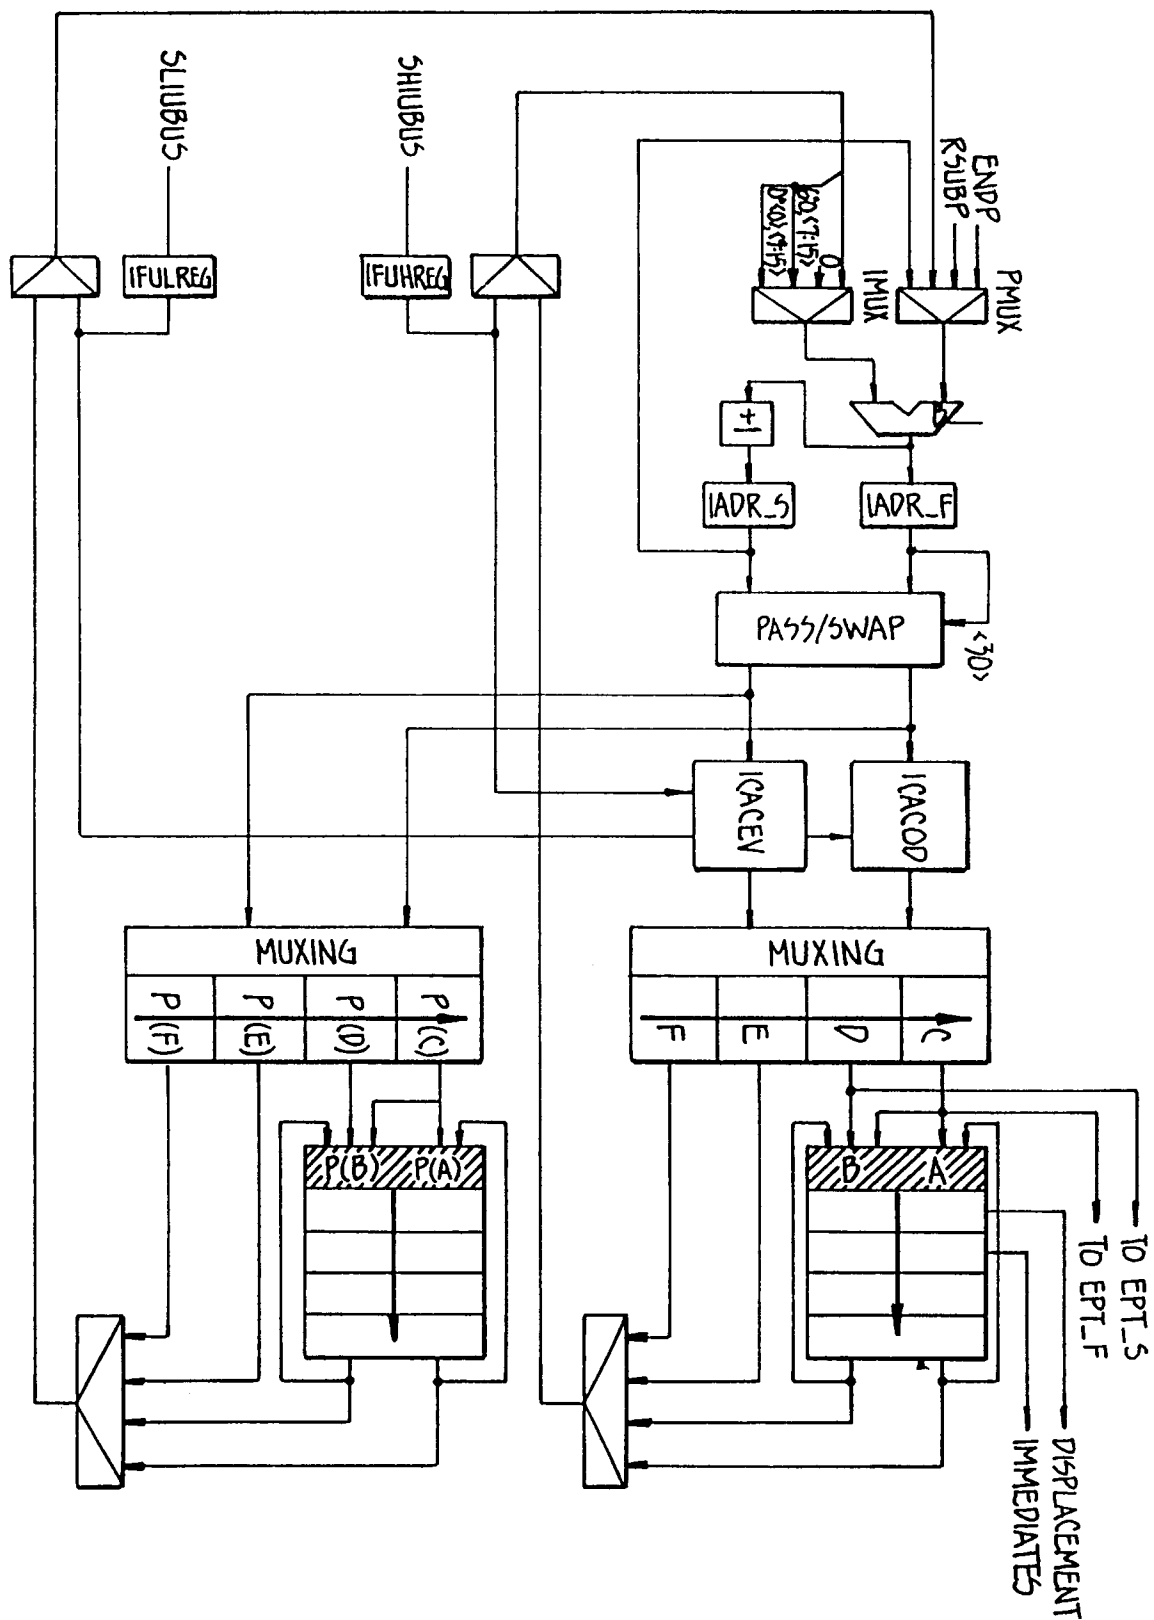 SLIUBUS
SHIUBUS
ENDP
RSUBP
IFULREG
IFUHREG
0
IMUX
PMUX
±1
IADR_S
IADR_F
PASS/SWAP
<30>
ICACEV
ICACOD
MUXING
P(F)
P(E)
P(D)
P(C)
MUXING
F
E
D
C
P(B)
P(A)
B
A
TO EPT_S
TO EPT_F
DISPLACEMENT
IMMEDIATES